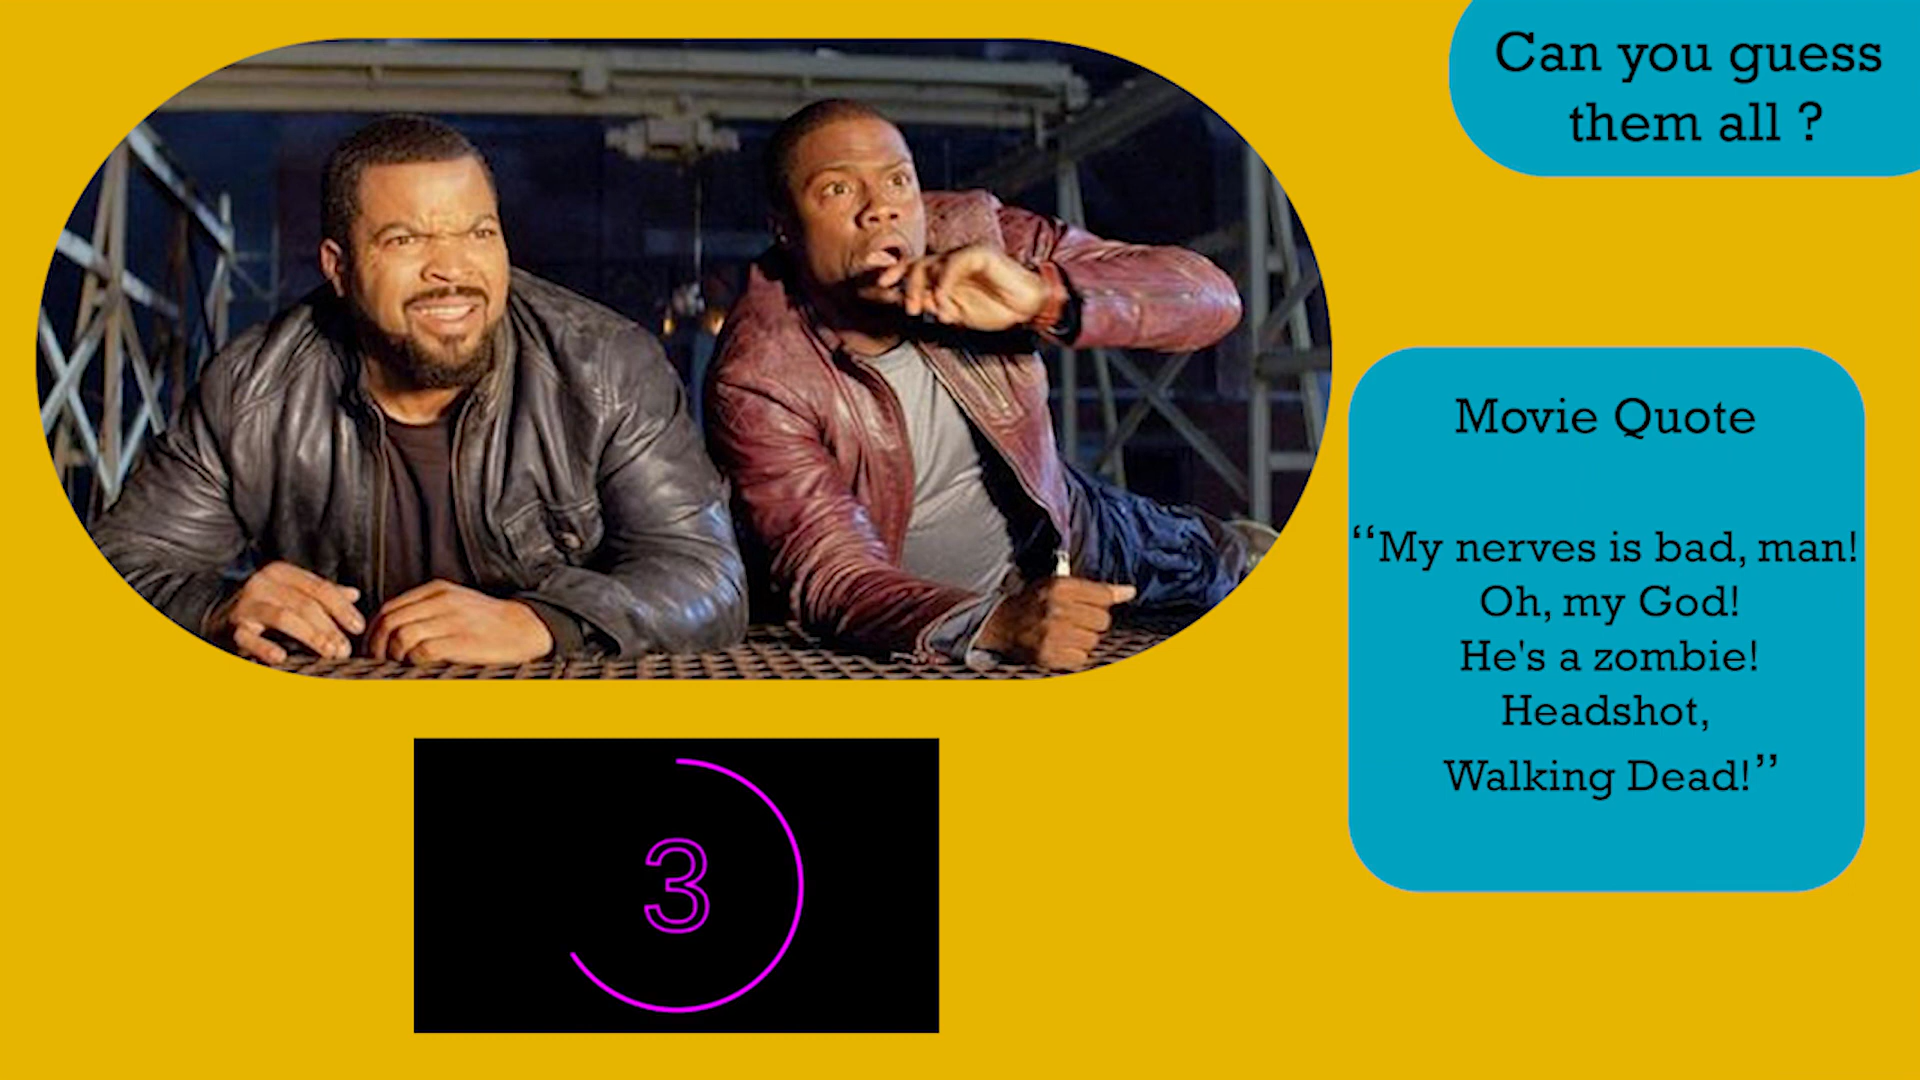 Can you guess
them all ?
Movie Quote
“My nerves is bad, man!
Oh, my God!
He's a zombie!
Headshot,
Walking Dead!”
3